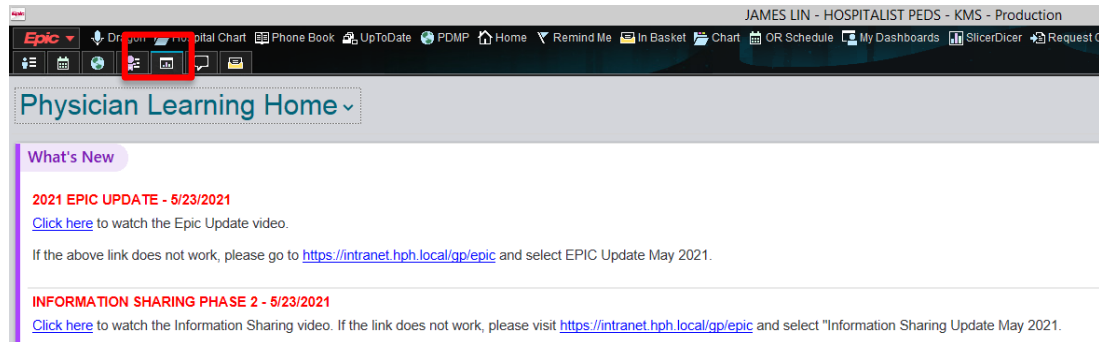 Epic
JAMES LIN - HOSPITALIST PEDS - KMS - Production
Epic Dragon Hospital Chart Phone Book UpToDate PDMP Home Remind Me In Basket Chart OR Schedule My Dashboards SlicerDicer Request
Physician Learning Home
What's New
2021 EPIC UPDATE - 5/23/2021
Click here to watch the Epic Update video.
If the above link does not work, please go to https://intranet.hph.local/gp/epic and select EPIC Update May 2021.
INFORMATION SHARING PHASE 2 - 5/23/2021
Click here to watch the Information Sharing video. If the link does not work, please visit https://intranet.hph.local/gp/epic and select "Information Sharing Update May 2021.